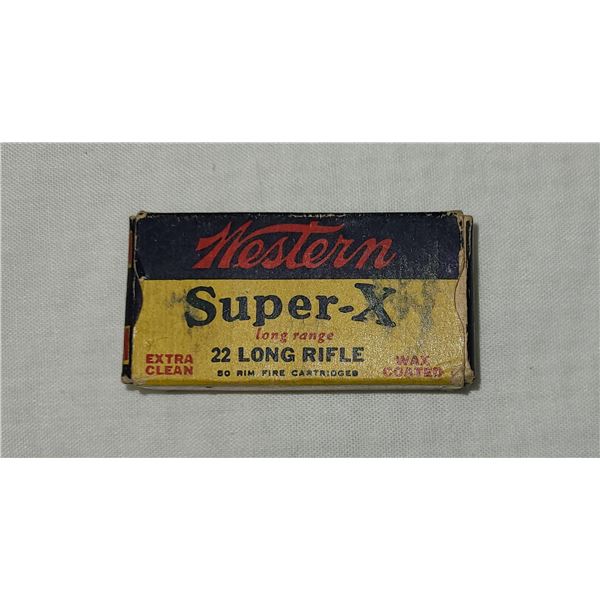 Western
Super-X
long range
22 LONG RIFLE
EXTRA
CLEAN
WAX
COATED
50 RIM FIRE CARTRIDGES